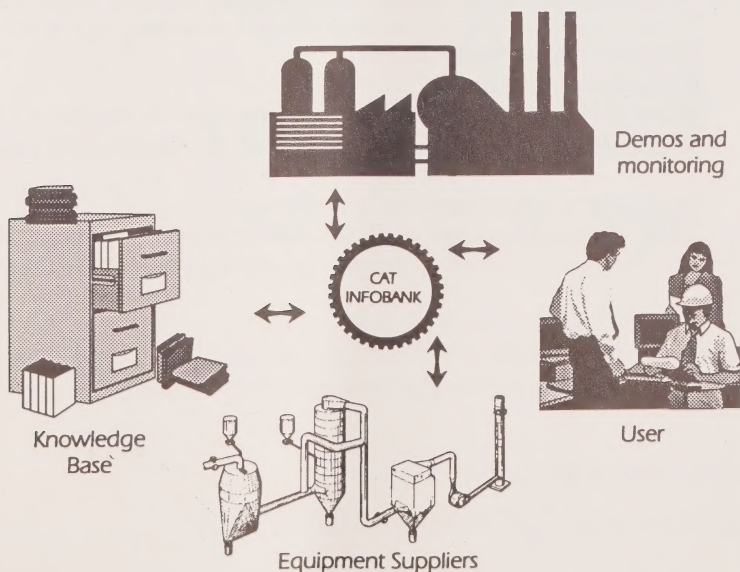 Demos and
monitoring
CAT
INFOBANK
Knowledge
Base
User
Equipment Suppliers